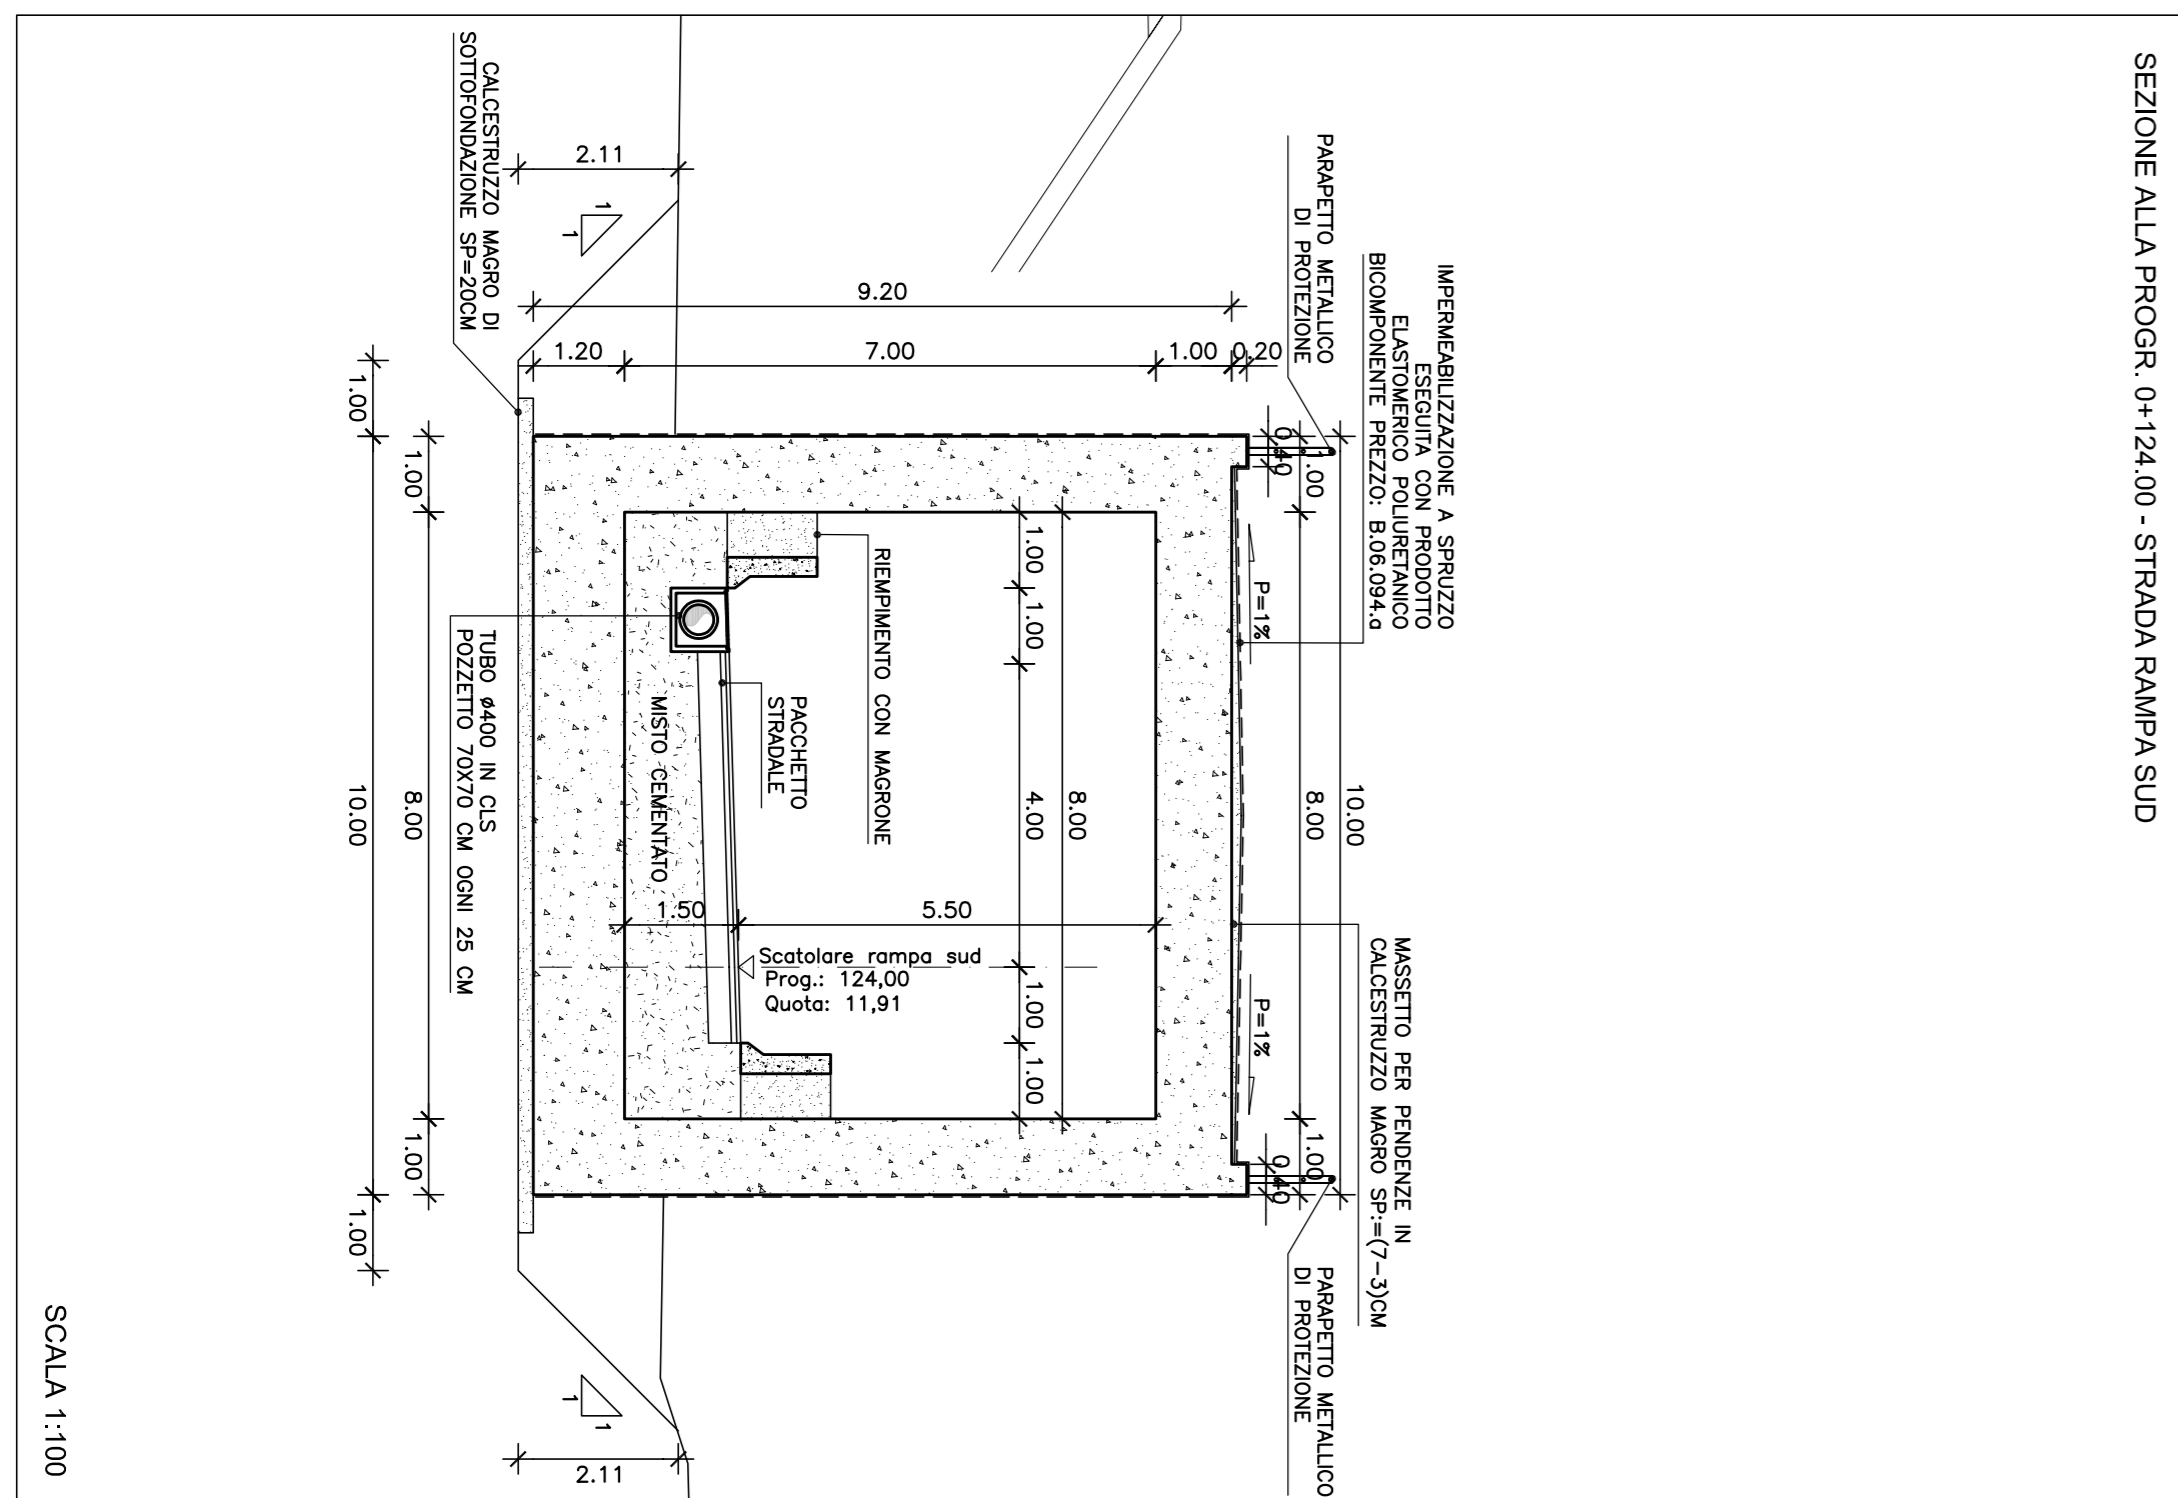 SEZIONE ALLA PROGR. 0+124.00 - STRADA RAMPA SUD
IMPERMEABILIZZAZIONE A SPRUZZO
ESEGUITA CON PRODOTTO
ELASTOMERICO POLIURETANICO
BICOMPONENTE PREZZO: B.06.094.a
MASSETTO PER PENDENZE IN
CALCESTRUZZO MAGRO SP:=(7-3)CM
PARAPETTO METALLICO
DI PROTEZIONE
PARAPETTO METALLICO
DI PROTEZIONE
10.00
1.00
8.00
1.00
0.40
0.40
P=1%
P=1%
0.20
1.00
7.00
1.20
9.20
8.00
1.00
1.00
4.00
1.00
1.00
5.50
1.50
RIEMPIMENTO CON MAGRONE
PACCHETTO
STRADALE
Scatolare rampa sud
Prog.: 124,00
Quota: 11,91
MISTO CEMENTATO
2.11
1
1
2.11
1
1
CALCESTRUZZO MAGRO DI
SOTTOFONDAZIONE SP=20CM
TUBO ø400 IN CLS
POZZETTO 70X70 CM OGNI 25 CM
1.00
8.00
1.00
1.00
10.00
1.00
SCALA 1:100